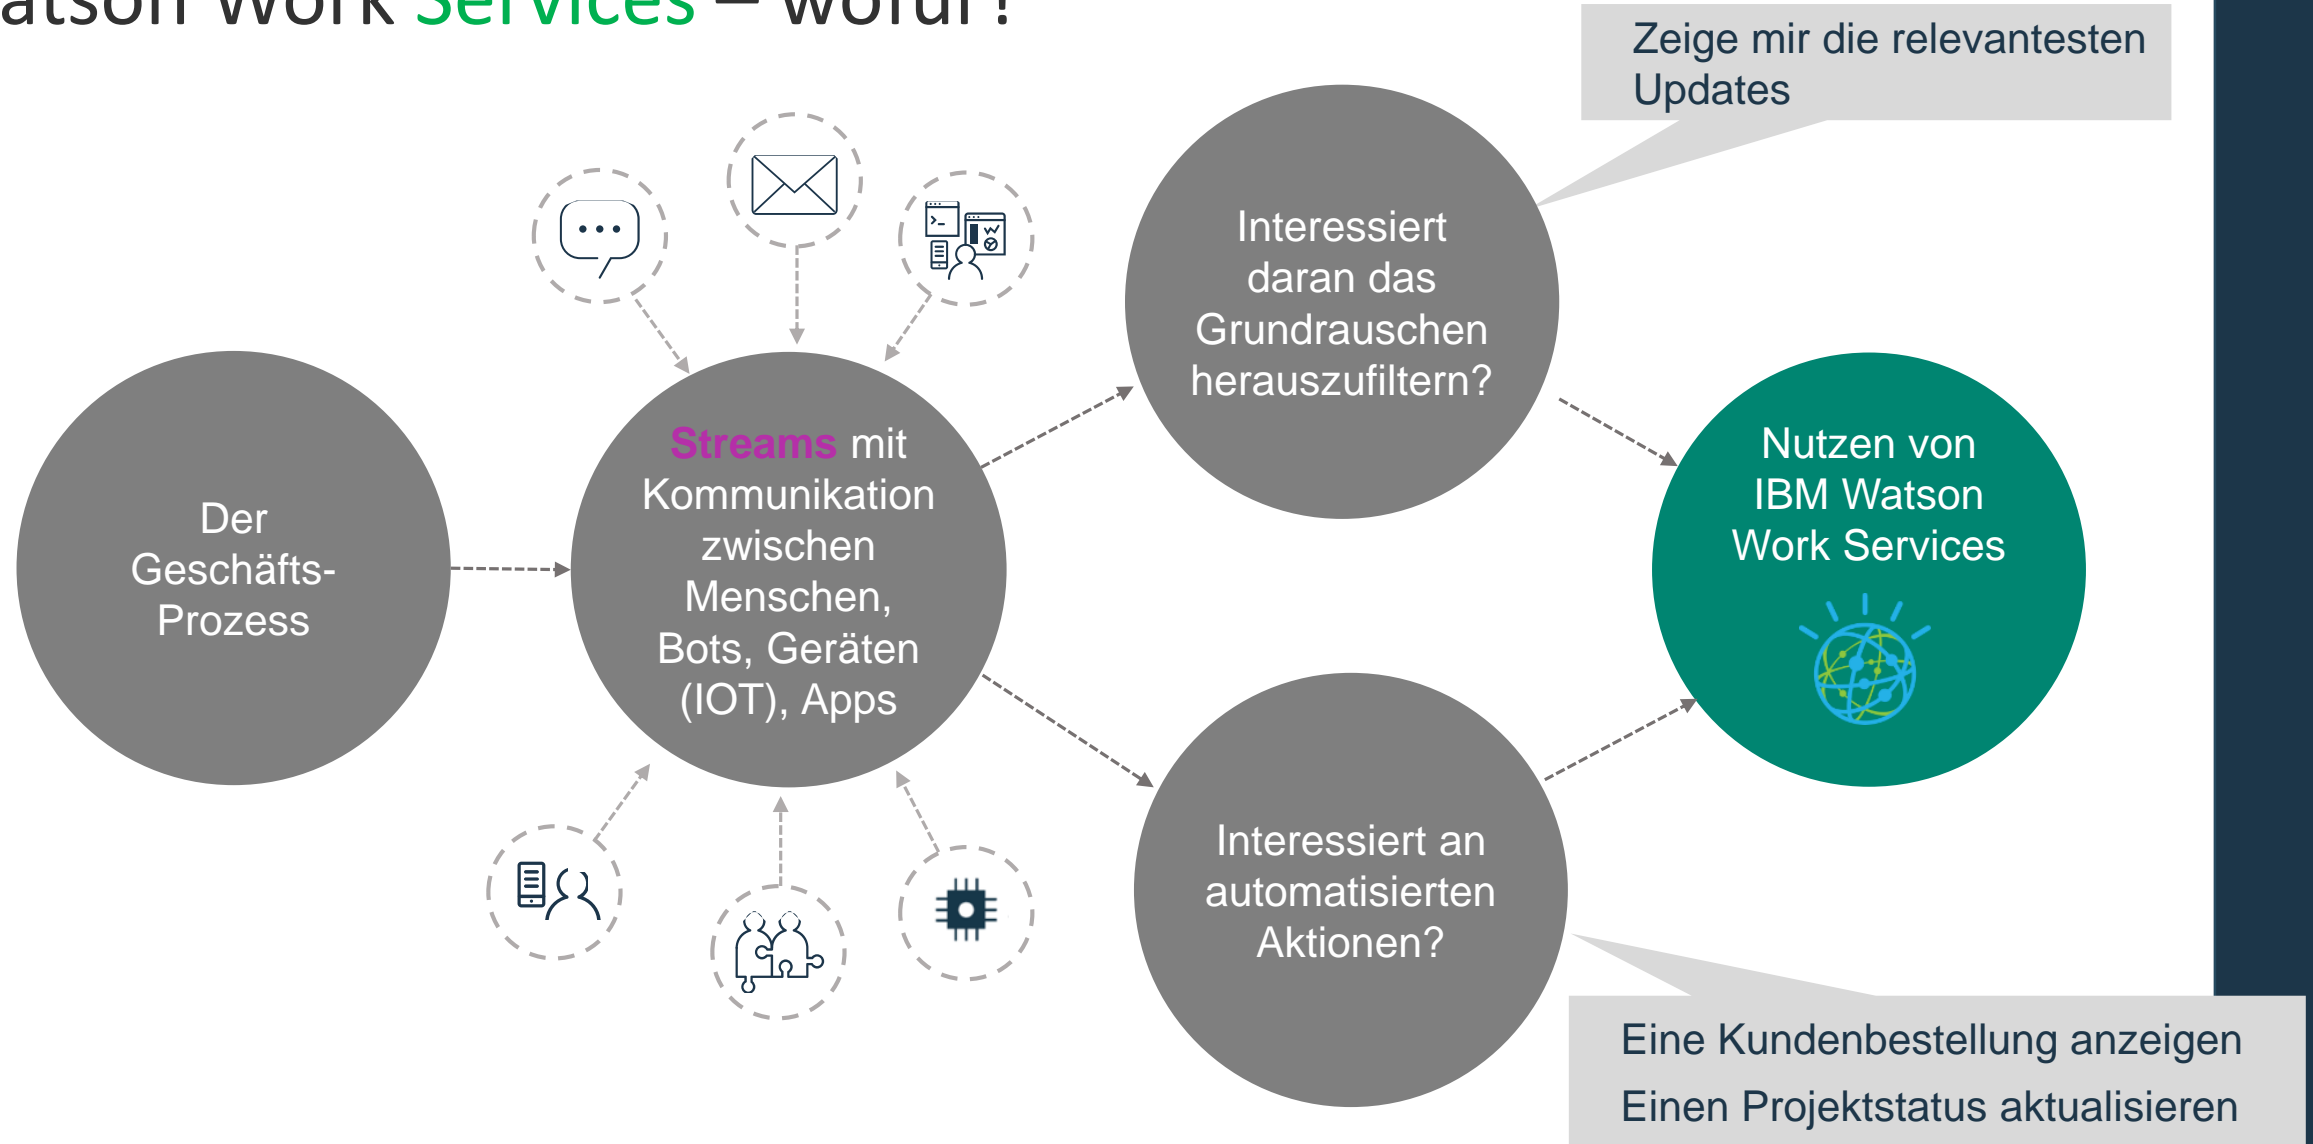 atson Work Services – wofür?
Zeige mir die relevantesten
Updates
Interessiert
daran das
Grundrauschen
herauszufiltern?
Streams mit
Kommunikation
zwischen
Menschen,
Bots, Geräten
(IOT), Apps
Der
Geschäfts-
Prozess
Nutzen von
IBM Watson
Work Services
Interessiert an
automatisierten
Aktionen?
Eine Kundenbestellung anzeigen
Einen Projektstatus aktualisieren